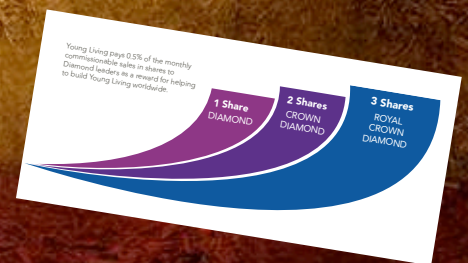 Young Living pays 0.5% of the monthly
commissionable sales in shares to
Diamond leaders as a reward for helping
to build Young Living worldwide.
1 Share
DIAMOND
2 Shares
CROWN
DIAMOND
3 Shares
ROYAL
CROWN
DIAMOND